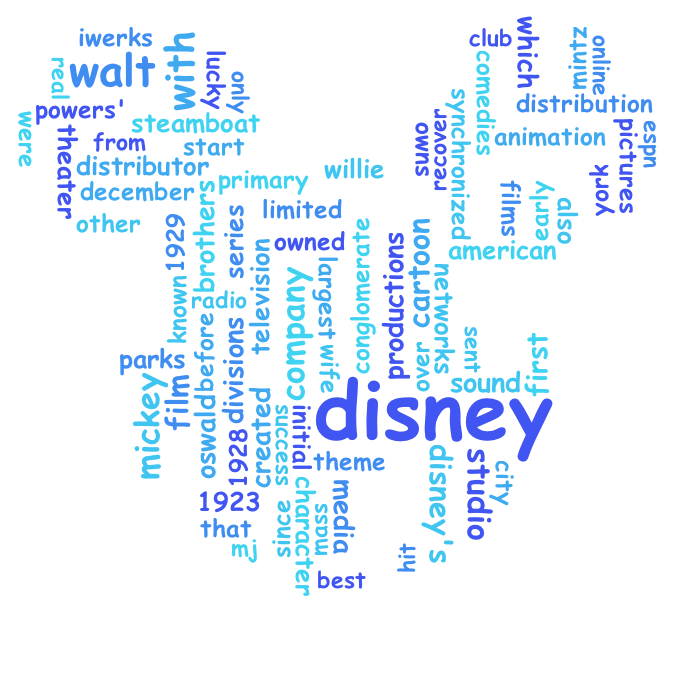 iwerks
walt
with
lucky
only
real
powers'
were
theater
from
steamboat
start
distributor
december
other
primary
willie
limited
owned
1929
brothers
series
television
radio
known
before
oswald
divisions
company
largest
wife
conglomerate
productions
cartoon
networks
over
club
which
mintz
online
comedies
distribution
synchronized
animation
pictures
espn
recover
owns
york
films
early
also
american
sent
sound
first
parks
mickey
film
created
1928
success
initial
disney
theme
1923
that
since
character
mass
media
best
hit
disney's
studio
city